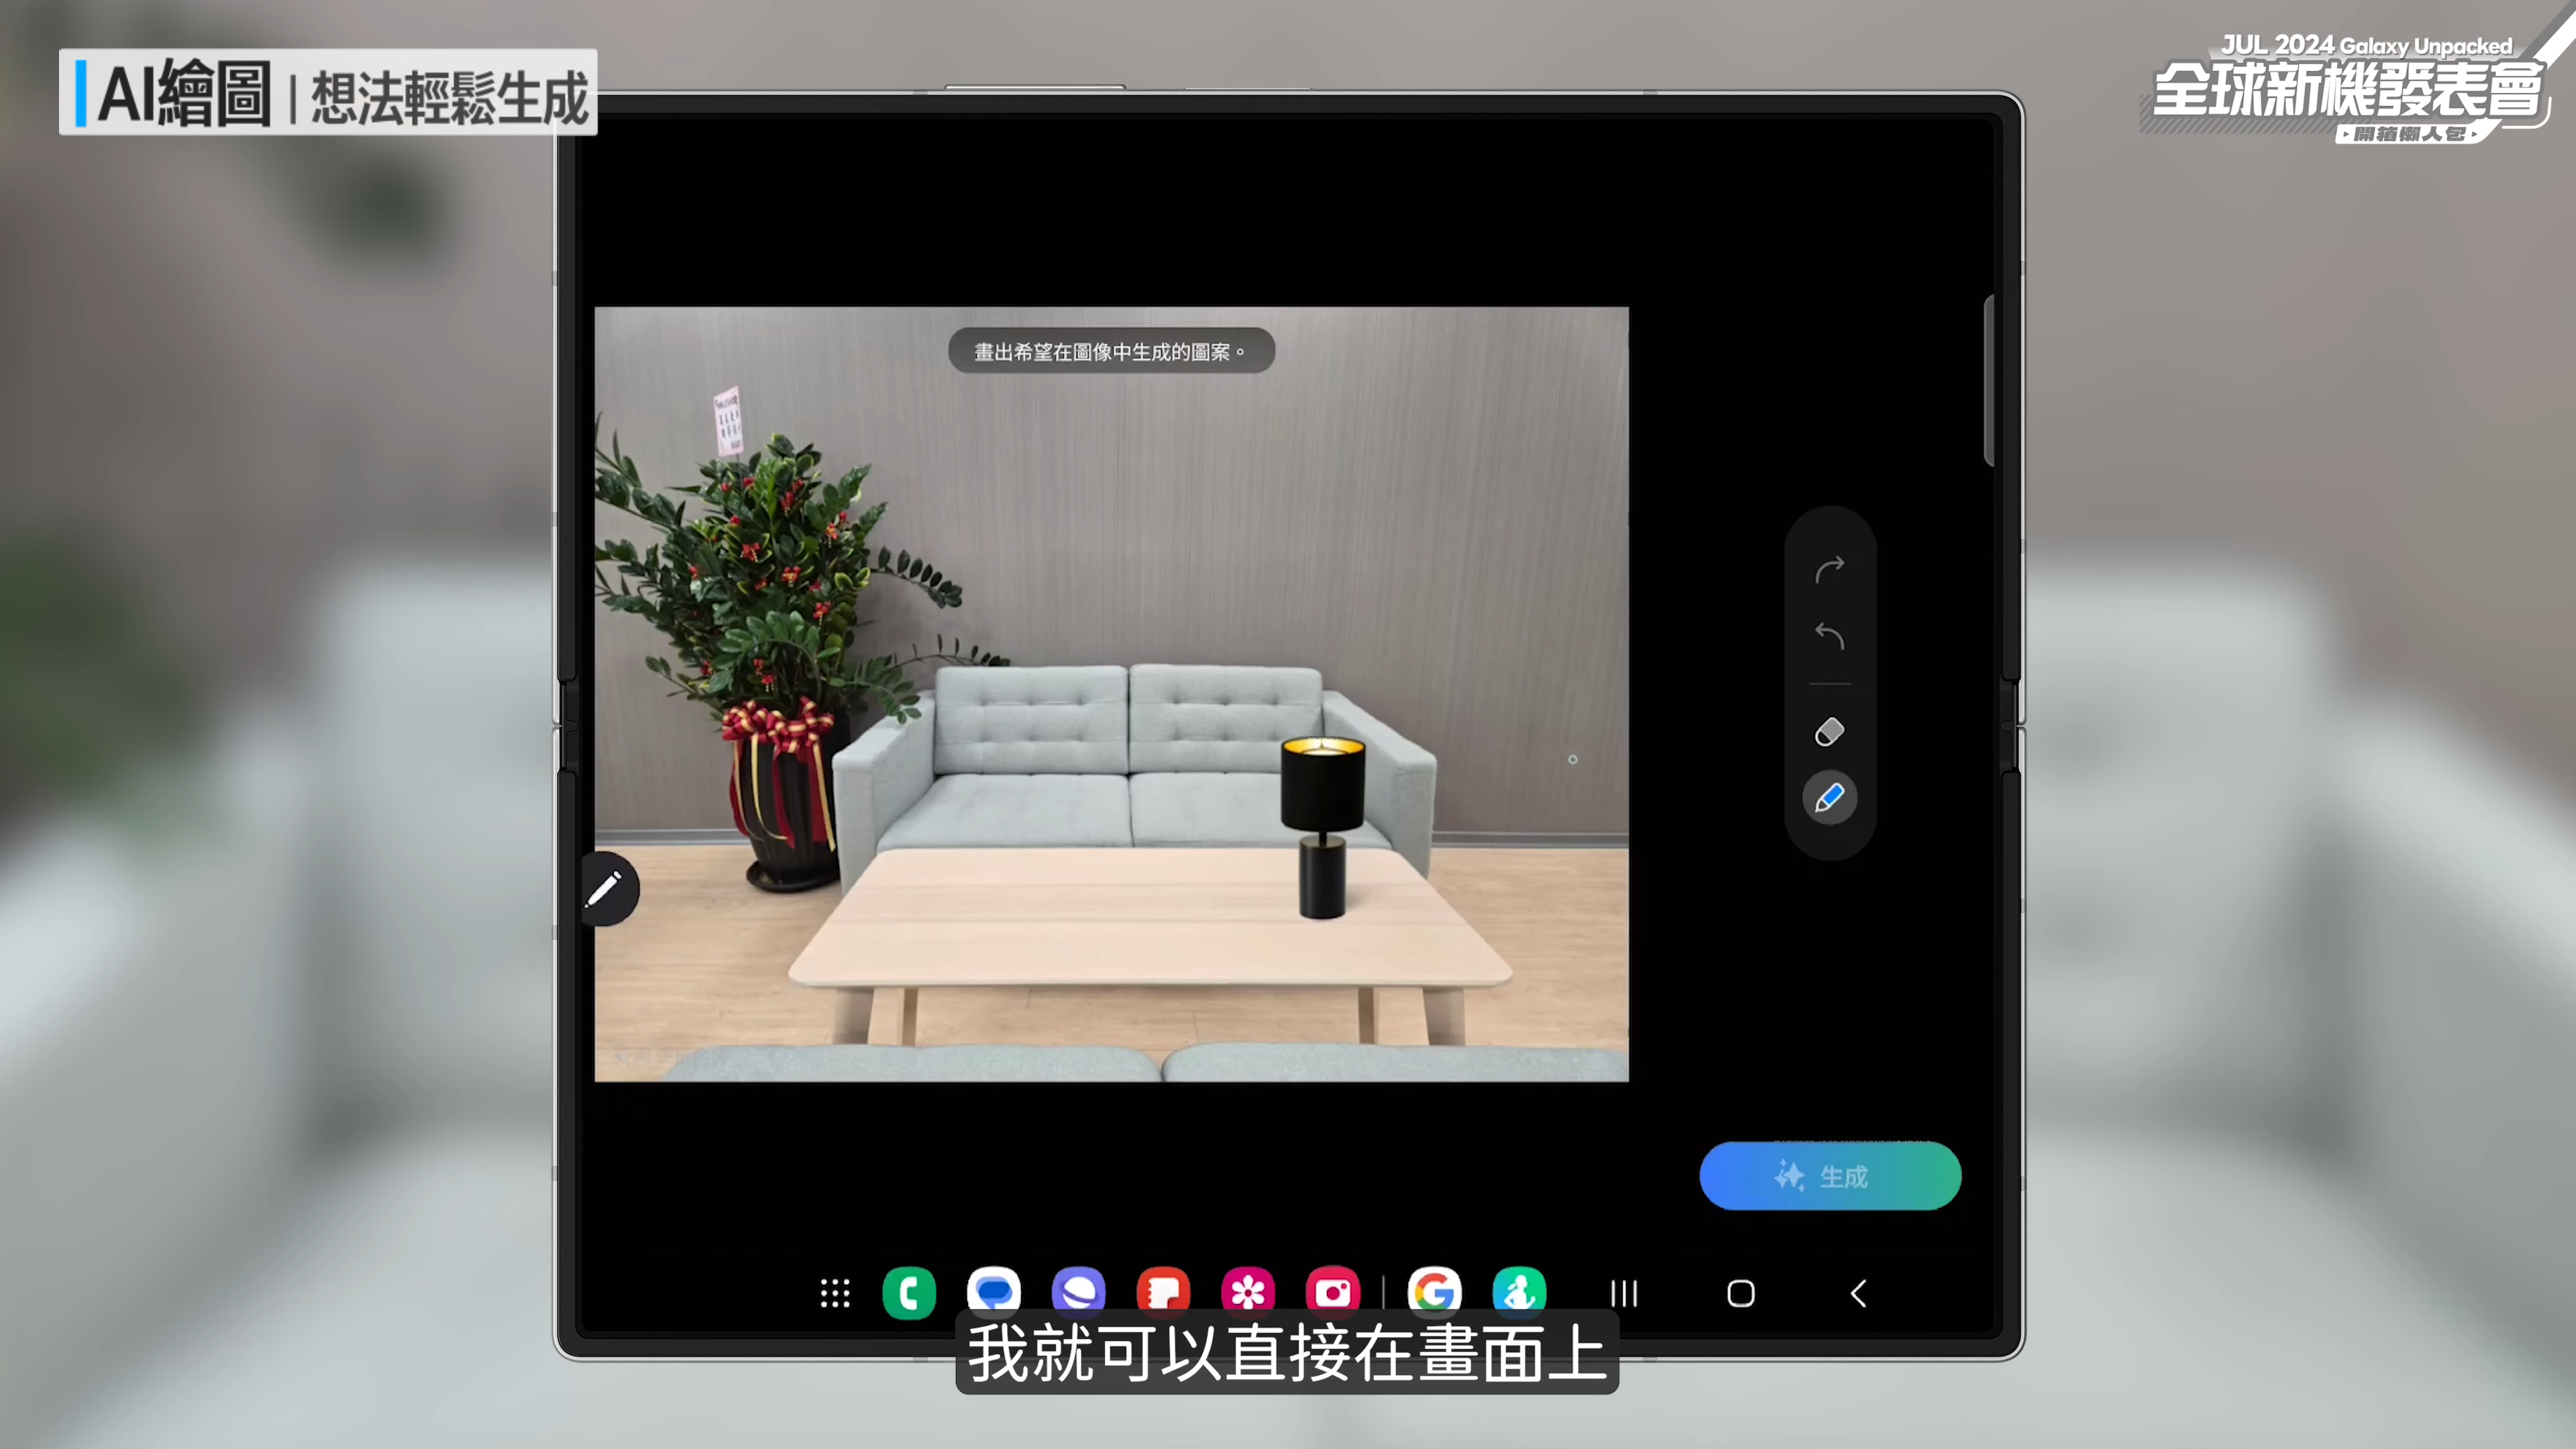 AI繪圖 | 想法輕鬆生成
JUL 2024 Galaxy Unpacked
全球新機發表會
開箱懶人包
畫出希望在圖像中生成的圖案。
生成
我就可以直接在畫面上